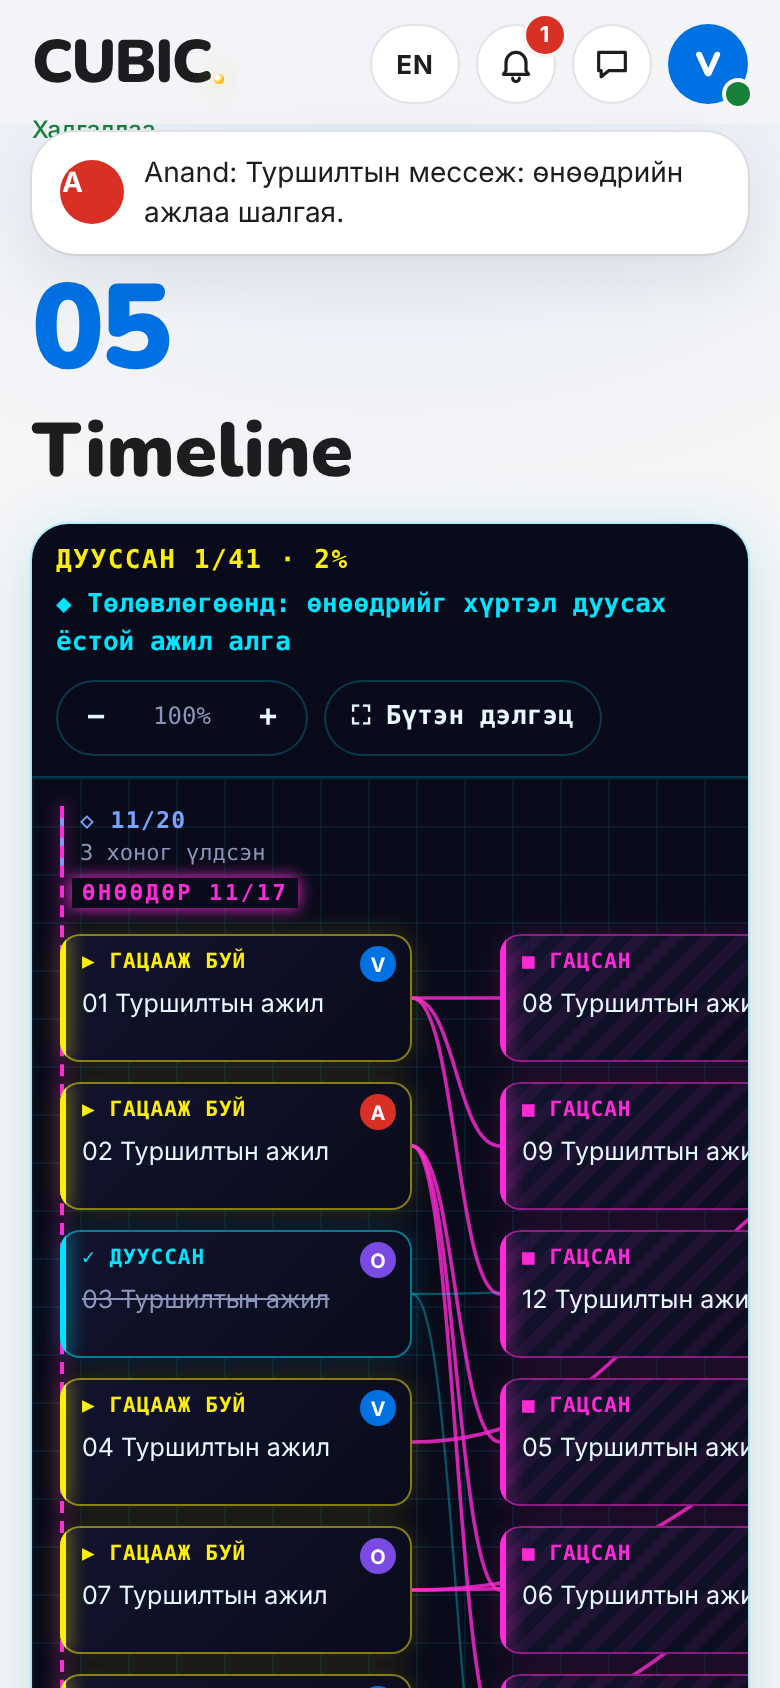 CUBIC.
EN
1
V
Хадгаллаа
A
Anand: Туршилтын мессеж: өнөөдрийн
ажлаа шалгая.
05
Timeline
ДУУССАН 1/41 · 2%
◆ Төлөвлөгөөнд: өнөөдрийг хүртэл дуусах
ёстой ажил алга
− 100% +
Бүтэн дэлгэц
◇ 11/20
3 хоног үлдсэн
ӨНӨӨДӨР 11/17
▶ ГАЦААЖ БУЙ
V
01 Туршилтын ажил
■ ГАЦСАН
08 Туршилтын ажи
▶ ГАЦААЖ БУЙ
A
02 Туршилтын ажил
■ ГАЦСАН
09 Туршилтын ажи
✓ ДУУССАН
O
03 Туршилтын ажил
■ ГАЦСАН
12 Туршилтын ажи
▶ ГАЦААЖ БУЙ
V
04 Туршилтын ажил
■ ГАЦСАН
05 Туршилтын ажи
▶ ГАЦААЖ БУЙ
O
07 Туршилтын ажил
■ ГАЦСАН
06 Туршилтын ажи